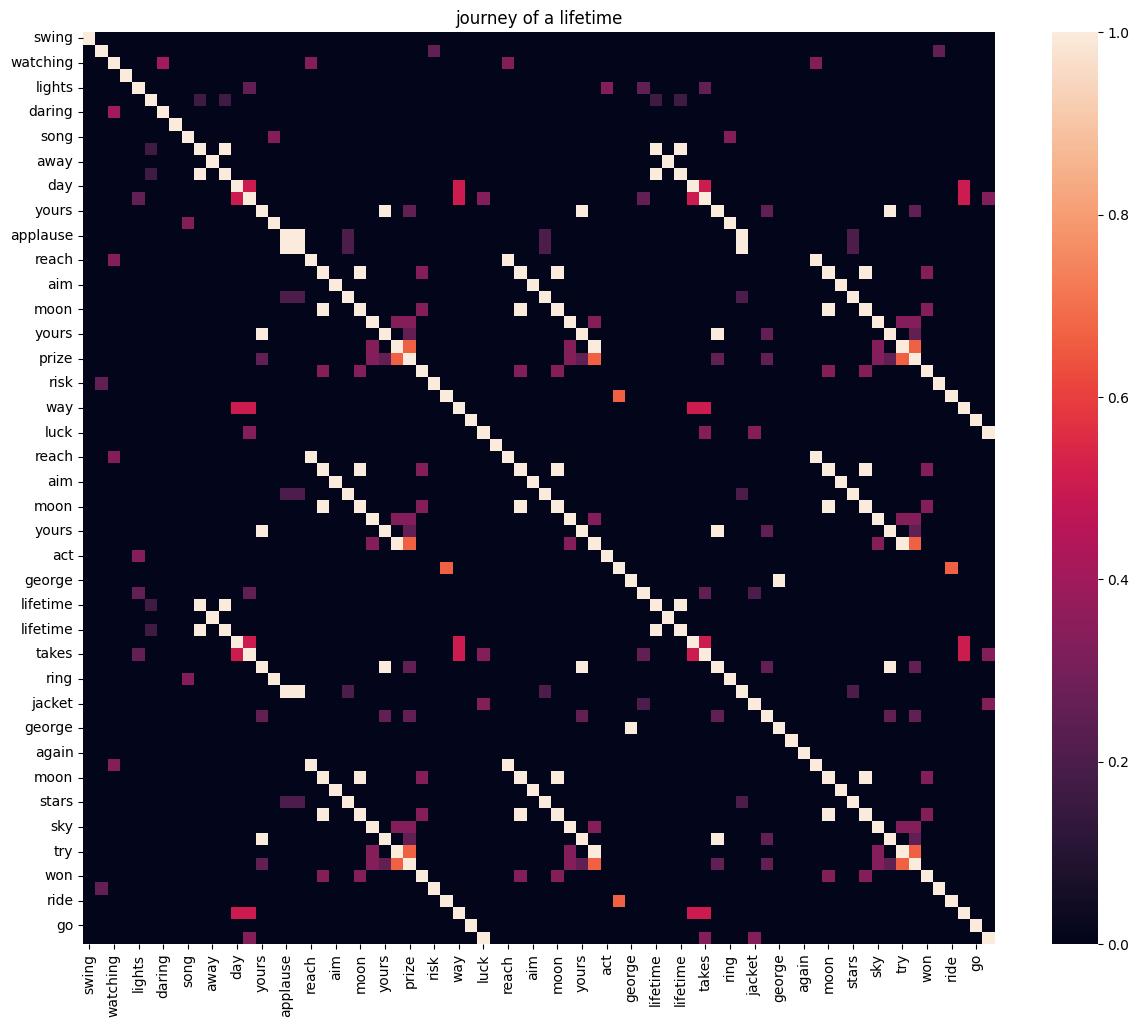 journey of a lifetime
swing
watching
lights
daring
song
away
day
yours
applause
reach
aim
moon
yours
prize
risk
way
luck
reach
aim
moon
yours
act
george
lifetime
lifetime
takes
ring
jacket
george
again
moon
stars
sky
try
won
ride
go
1.0
0.8
0.6
0.4
0.2
0.0
swing
watching
lights
daring
song
away
day
yours
applause
reach
aim
moon
yours
prize
risk
way
luck
reach
aim
moon
yours
act
george
lifetime
lifetime
takes
ring
jacket
george
again
moon
stars
sky
try
won
ride
go